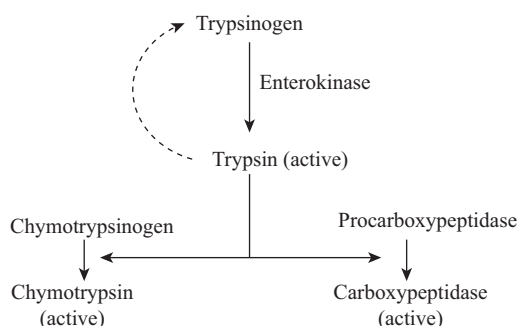 Trypsinogen
Enterokinase
Trypsin (active)
Chymotrypsinogen
Procarboxypeptidase
Chymotrypsin
(active)
Carboxypeptidase
(active)